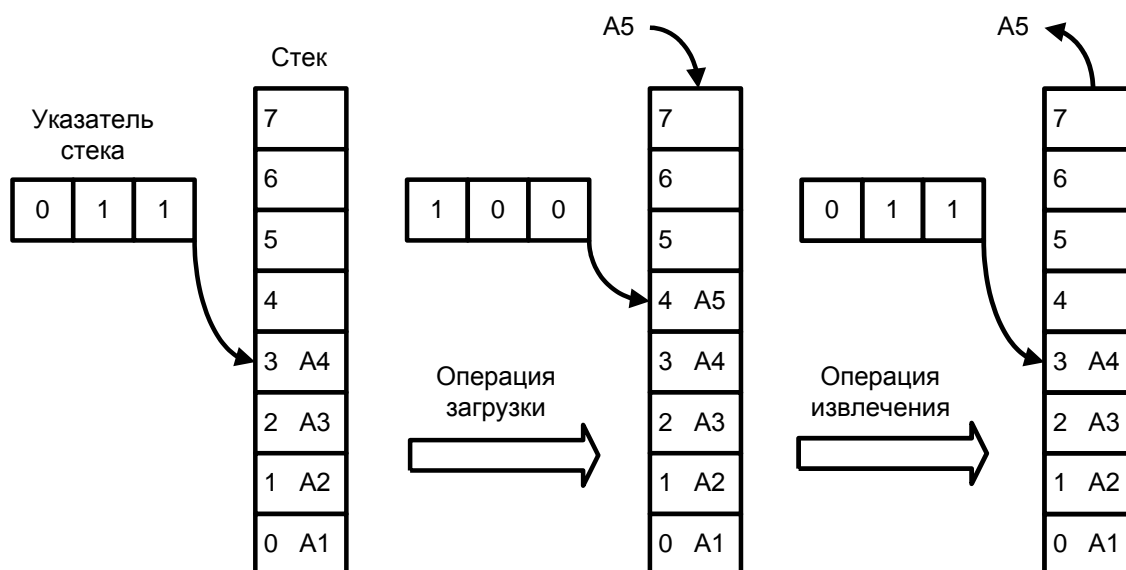 Стек
Указатель
стека
0 1 1
7
6
5
4
3 A4
2 A3
1 A2
0 A1
Операция
загрузки
A5
1 0 0
7
6
5
4 A5
3 A4
2 A3
1 A2
0 A1
Операция
извлечения
A5
0 1 1
7
6
5
4
3 A4
2 A3
1 A2
0 A1